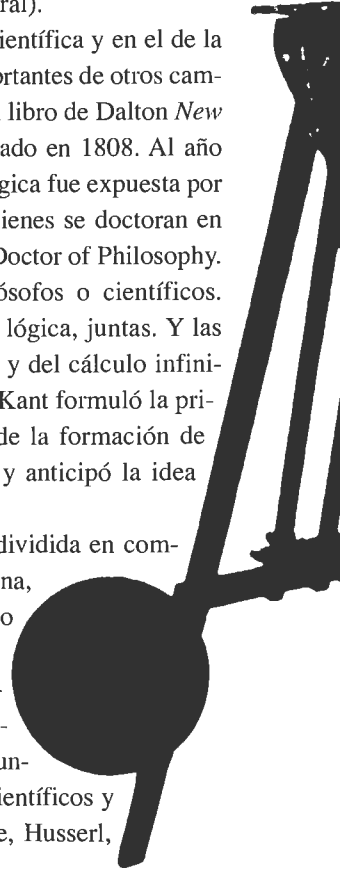 ral).
ientífica y en el de la
portantes de otros cam-
libro de Dalton New
ado en 1808. Al año
gica fue expuesta por
ienes se doctoran en
Doctor of Philosophy.
ósofos o científicos.
lógica, juntas. Y las
y del cálculo infini-
Kant formuló la pri-
de la formación de
y anticipó la idea
dividida en com-
na,
o
-
-
un-
entíficos y
e, Husserl,